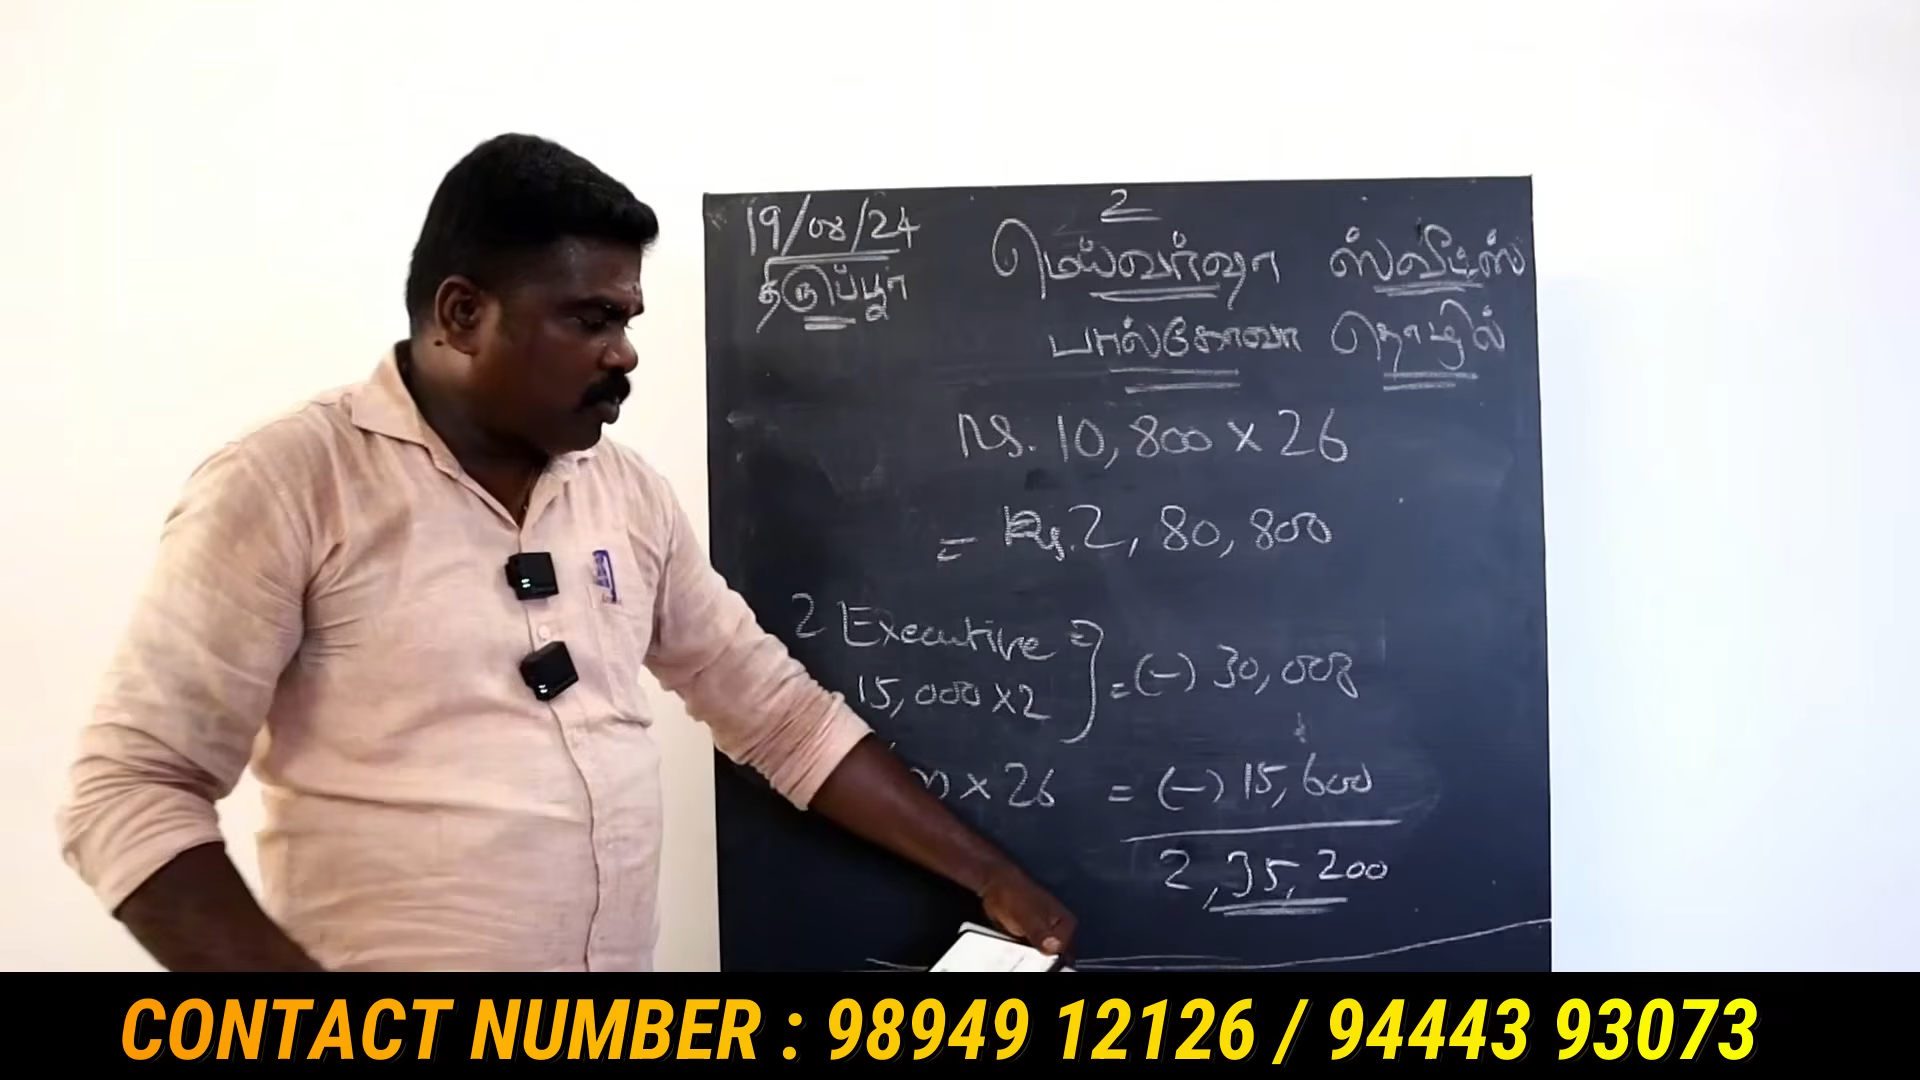 2
19/08/24
திருப்பூர்
மெய்வர்ஷா ஸ்வீட்ஸ்
பால்கோவா தொழில்
Rs. 10,800 x 26
= Rs. 2,80,800
2 Executive =
15,000 x 2
= (-) 30,000
x 26 = (-) 15,600
2,35,200
CONTACT NUMBER : 98949 12126 / 94443 93073